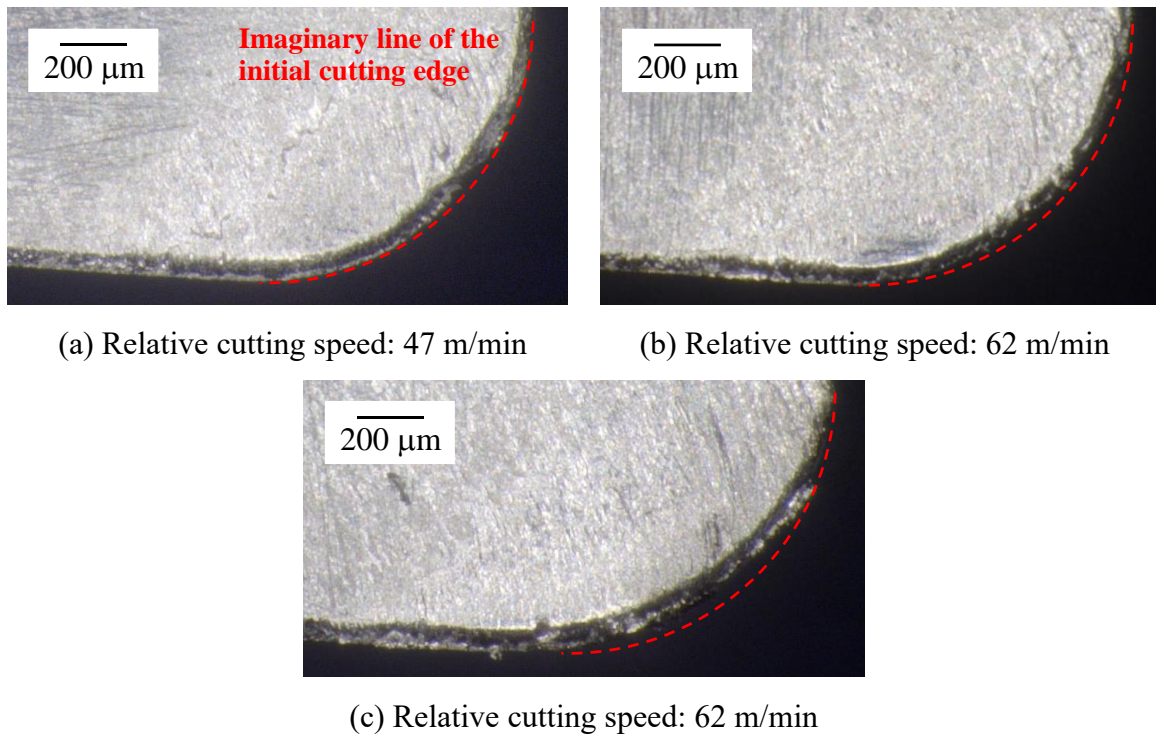 200 μm
Imaginary line of the
initial cutting edge
200 μm
(a) Relative cutting speed: 47 m/min
(b) Relative cutting speed: 62 m/min
200 μm
(c) Relative cutting speed: 62 m/min